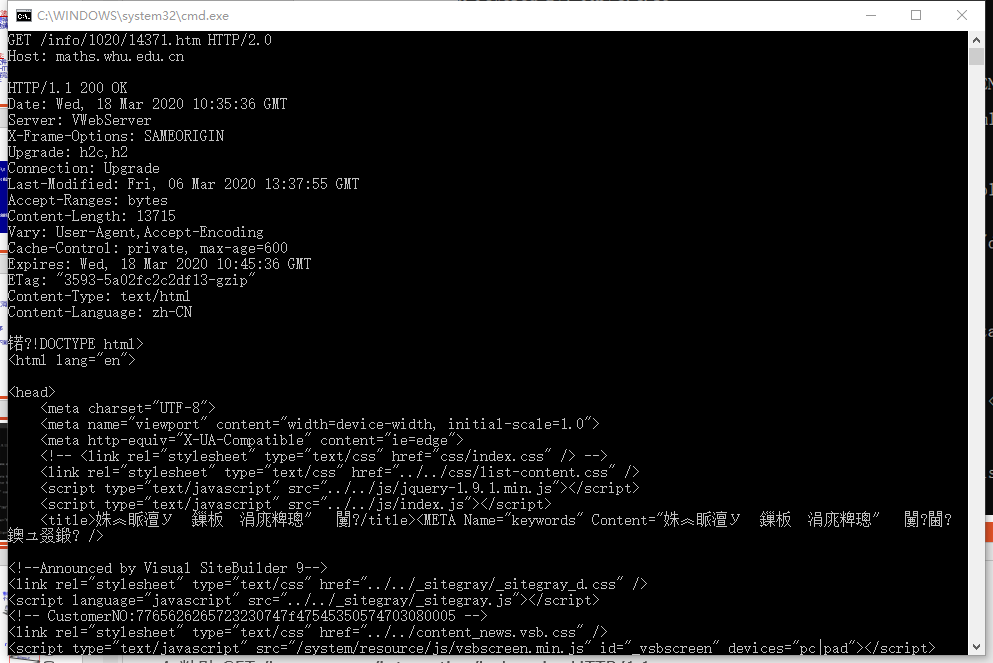 C:\WINDOWS\system32\cmd.exe
GET /info/1020/14371.htm HTTP/2.0
Host: maths.whu.edu.cn
HTTP/1.1 200 OK
Date: Wed, 18 Mar 2020 10:35:36 GMT
Server: VWebServer
X-Frame-Options: SAMEORIGIN
Upgrade: h2c,h2
Connection: Upgrade
Last-Modified: Fri, 06 Mar 2020 13:37:55 GMT
Accept-Ranges: bytes
Content-Length: 13715
Vary: User-Agent,Accept-Encoding
Cache-Control: private, max-age=600
Expires: Wed, 18 Mar 2020 10:45:36 GMT
ETag: "3593-5a02fc2c2df13-gzip"
Content-Type: text/html
Content-Language: zh-CN
锘?!DOCTYPE html>
<html lang="en">
<head>
<meta charset="UTF-8">
<meta name="viewport" content="width=device-width, initial-scale=1.0">
<meta http-equiv="X-UA-Compatible" content="ie=edge">
<!-- <link rel="stylesheet" type="text/css" href="css/index.css" /> -->
<link rel="stylesheet" type="text/css" href="../../css/list-content.css" />
<script type="text/javascript" src="../../js/jquery-1.9.1.min.js"></script>
<script type="text/javascript" src="../../js/index.js"></script>
<title>姝︽眽澶у 鏁板 涓庣粺璁″ 闄?/title><META Name="keywords" Content="姝︽眽澶у 鏁板 涓庣粺璁″ 闄?閫?
鐭ュ叕鍛? />
<!--Announced by Visual SiteBuilder 9-->
<link rel="stylesheet" type="text/css" href="../../_sitegray/_sitegray_d.css" />
<script language="javascript" src="../../_sitegray/_sitegray.js"></script>
<!-- CustomerNO:7765626265723230747f47545350574703080005 -->
<link rel="stylesheet" type="text/css" href="../../content_news.vsb.css" />
<script type="text/javascript" src="/system/resource/js/vsbscreen.min.js" id="_vsbscreen" devices="pc|pad"></script>